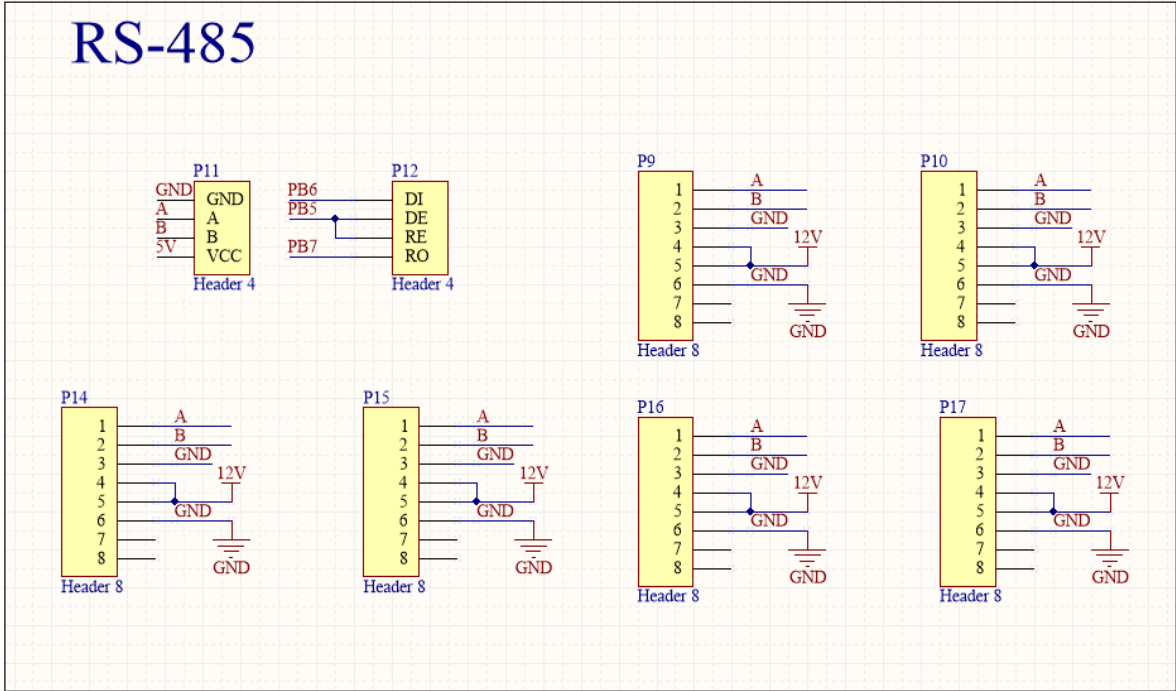 RS-485
P11
GND GND
A A
B B
5V VCC
Header 4
P12
PB6 DI
PB5 DE
RE
PB7 RO
Header 4
P9
1 A
2 B
3 GND
4 12V
5
GND
6
7
8 GND
Header 8
P10
1 A
2 B
3 GND
4 12V
5
GND
6
7
8 GND
Header 8
P14
1 A
2 B
3 GND
4 12V
5
GND
6
7
8 GND
Header 8
P15
1 A
2 B
3 GND
4 12V
5
GND
6
7
8 GND
Header 8
P16
1 A
2 B
3 GND
4 12V
5
GND
6
7
8 GND
Header 8
P17
1 A
2 B
3 GND
4 12V
5
GND
6
7
8 GND
Header 8